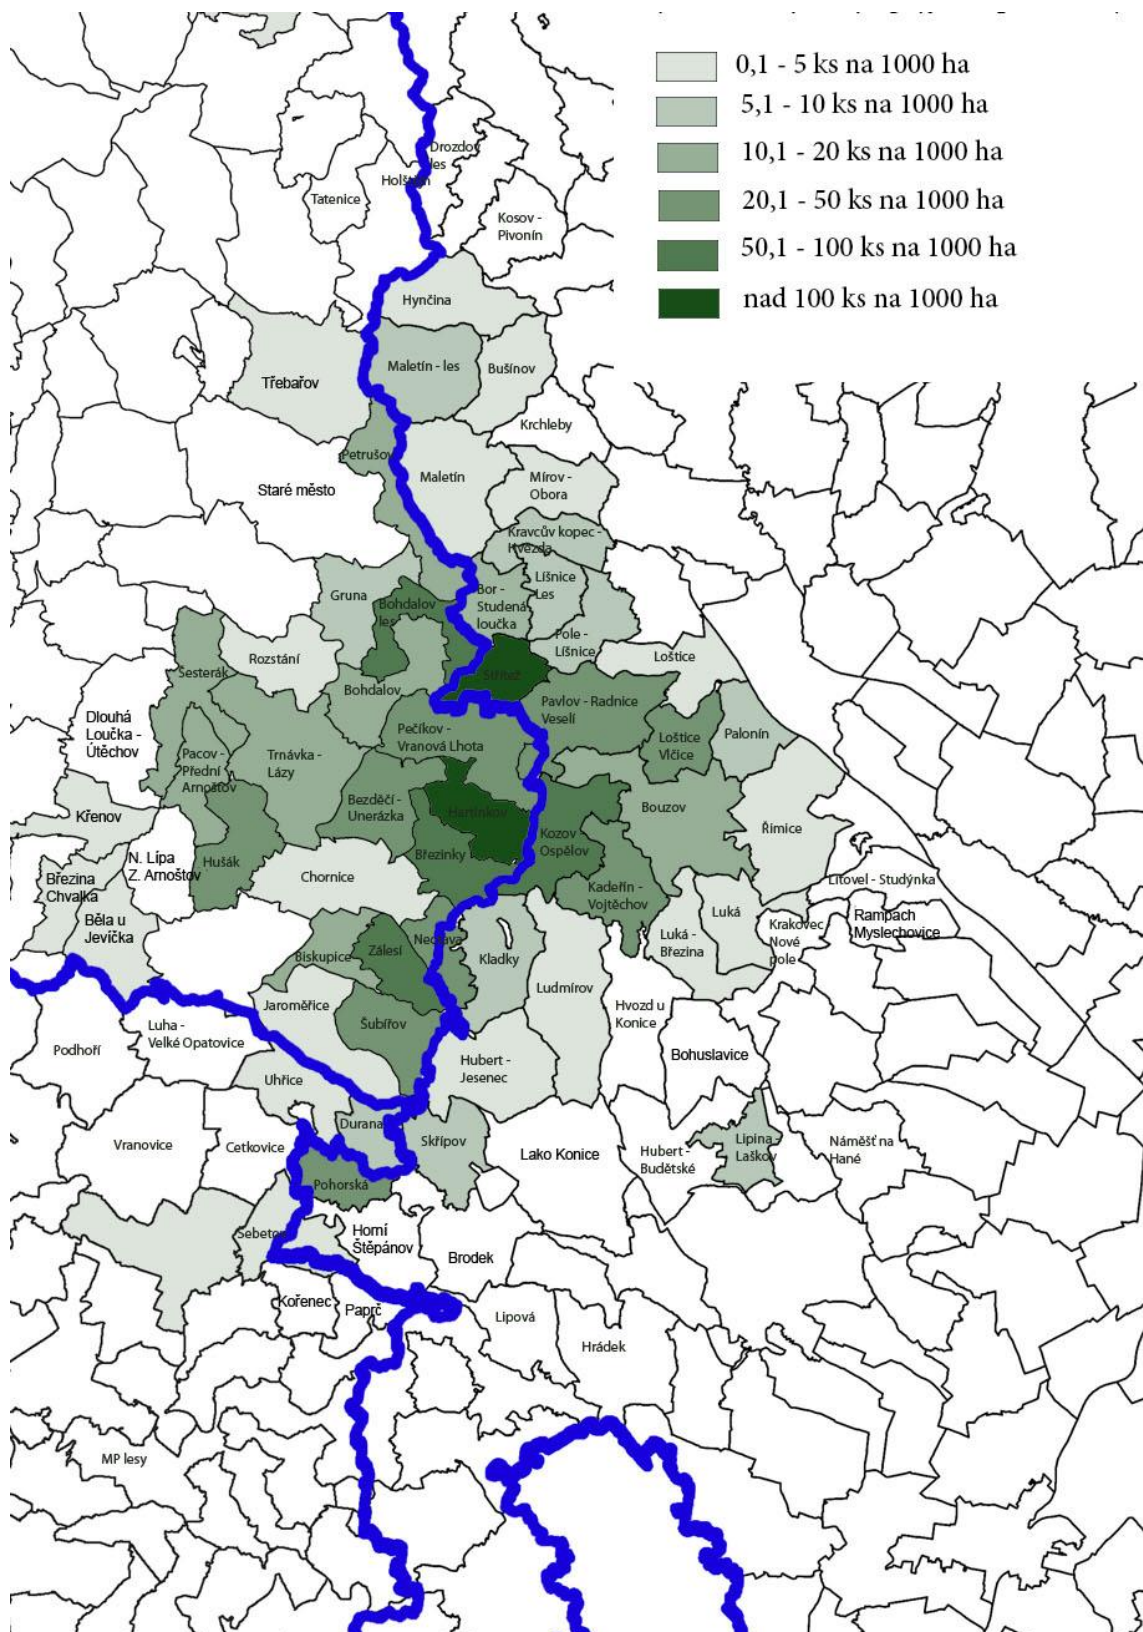 0,1 - 5 ks na 1000 ha
5,1 - 10 ks na 1000 ha
10,1 - 20 ks na 1000 ha
20,1 - 50 ks na 1000 ha
50,1 - 100 ks na 1000 ha
nad 100 ks na 1000 ha
Drozdov
les
Holštejn
Tatenice
Kosov -
Pivonín
Hynčina
Maletín - les
Bušínov
Třebařov
Krchleby
Petrušov
Maletín
Mírov -
Obora
Staré město
Kravcův kopec -
Hvězda
Gruna
Bohdalov
les
Bor -
Studená
loučka
Líšnice
Les
Pole -
Líšnice
Rozstání
Loštice
Šesterák
Střítež
Bohdalov
Pavlov - Radnice
Veselí
Dlouhá
Loučka -
Útěchov
Pečíkov -
Vranová Lhota
Loštice
Vlčice
Palonín
Pacov -
Přední
Arnoštov
Trnávka -
Lázy
Bezděčí -
Unerázka
Hartinkov
Bouzov
Křenov
Římice
Kozov
Ospělov
N. Lípa
Z. Arnoštov
Hušák
Březinky
Březina
Chvalka
Chornice
Kadeřín -
Vojtěchov
Litovel - Studýnka
Běla u
Jevíčka
Luká
Rampach
Myslechovice
Krakovec
Nové
pole
Luká -
Březina
Biskupice
Zálesí
Nectava
Kladky
Ludmírov
Jaroměřice
Hvozd u
Konice
Šubířov
Luha -
Velké Opatovice
Podhoří
Bohuslavice
Hubert -
Jesenec
Uhřice
Durana
Skřípov
Vranovice
Cetkovice
Lako Konice
Hubert -
Budětské
Lipina -
Laškov
Náměšť na
Hané
Pohorská
Horní
Štěpánov
Brodek
Kořenec
Paprč
Lipová
Hrádek
MP lesy